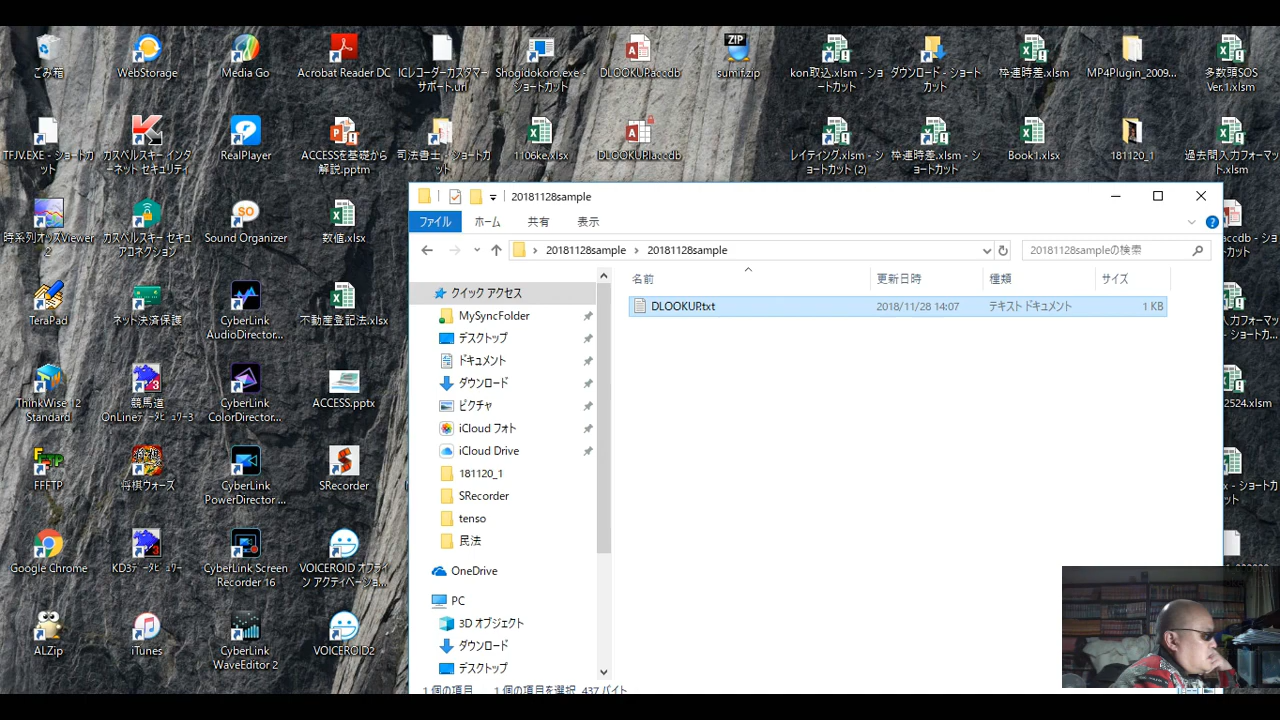 ごみ箱
WebStorage
Media Go
Acrobat Reader DC
ICレコーダーカスタマー
サポート.url
Shogidokoro.exe -
ショートカット
DLOOKUP.accdb
ZIP
sumif.zip
kon取込.xlsm - ショ
ートカット
ダウンロード - ショート
カット
枠連時差.xlsm
MP4Plugin_2009...
多数頭SOS
Ver.1.xlsm
TFJV.EXE - ショートカ
ット
カスペルスキー インタ
ーネット セキュリティ
RealPlayer
ACCESSを基礎から
解説.pptm
司法書士 - ショートカ
ット
1106ke.xlsx
DLOOKUP.laccdb
レイティング.xlsm - シ
ョートカット (2)
枠連時差.xlsm - シ
ョートカット
Book1.xlsx
181120_1
過去問入力フォーマッ
ト.xlsm
20181128sample
時系列オッズViewer
2
カスペルスキー セキュ
アコネクション
SO
Sound Organizer
数値.xlsx
ファイル
ホーム
共有
表示
20181128sample
20181128sample
20181128sampleの検索
名前
更新日時
種類
サイズ
DLOOKUP.txt
2018/11/28 14:07
テキスト ドキュメント
1 KB
TeraPad
ネット決済保護
CyberLink
AudioDirector...
不動産登記法.xlsx
ThinkWise 12
Standard
競馬道
OnLineデータビュワー3
CyberLink
ColorDirector...
ACCESS.pptx
2524.xlsm
FFFTP
将棋ウォーズ
CyberLink
PowerDirector...
SRecorder
Google Chrome
KD3データビュワー
CyberLink Screen
Recorder 16
VOICEROID オフライ
ン アクティベーショ...
ALZip
iTunes
CyberLink
WaveEditor 2
VOICEROID2
クイック アクセス
MySyncFolder
デスクトップ
ドキュメント
ダウンロード
ピクチャ
iCloud フォト
iCloud Drive
181120_1
SRecorder
tenso
民法
OneDrive
PC
3D オブジェクト
ダウンロード
デスクトップ
1 個の項目
1 個の項目を選択 437 バイト